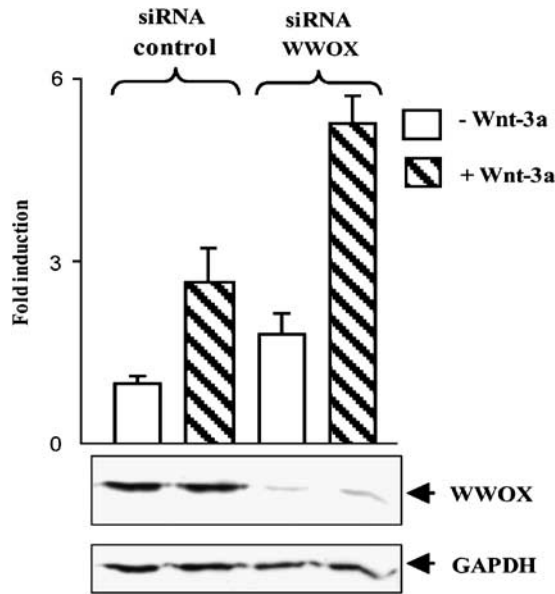 siRNA
control
siRNA
WWOX
6
3
0
Fold induction
- Wnt-3a
+ Wnt-3a
WWOX
GAPDH